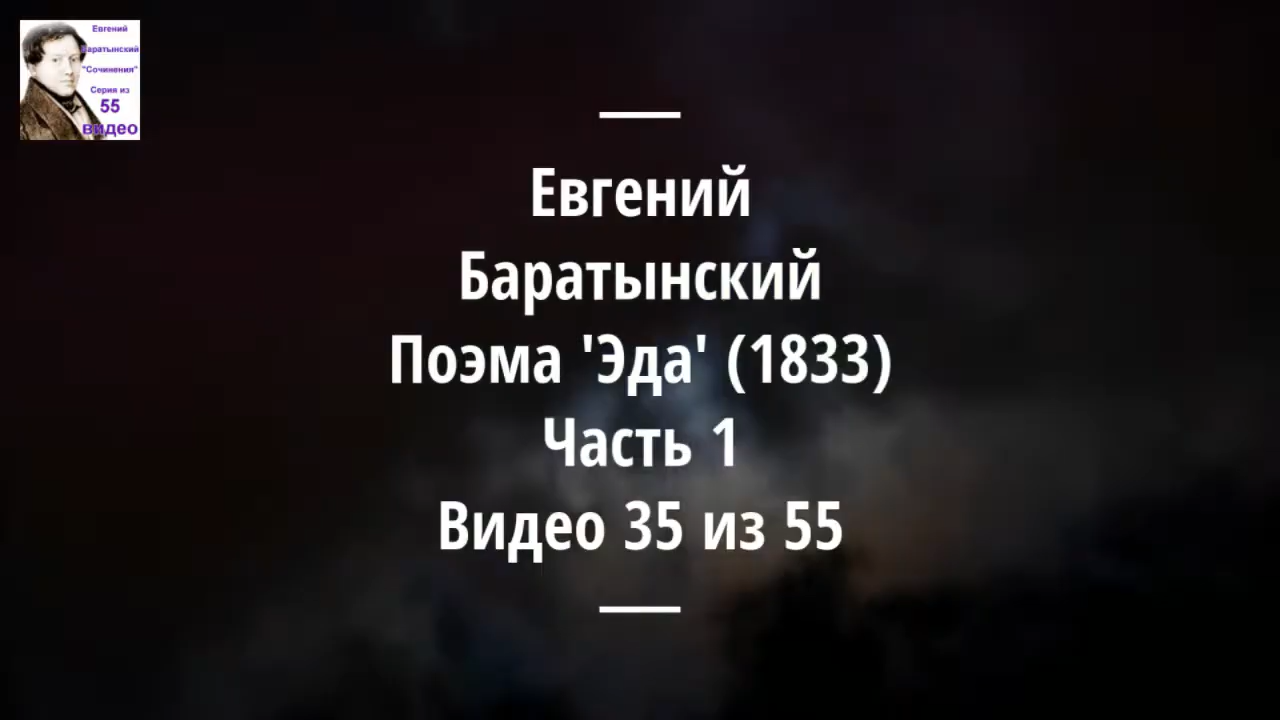 Евгений
Баратынский
"Сочинения"
Серия из
55
видео
Евгений
Баратынский
Поэма 'Эда' (1833)
Часть 1
Видео 35 из 55